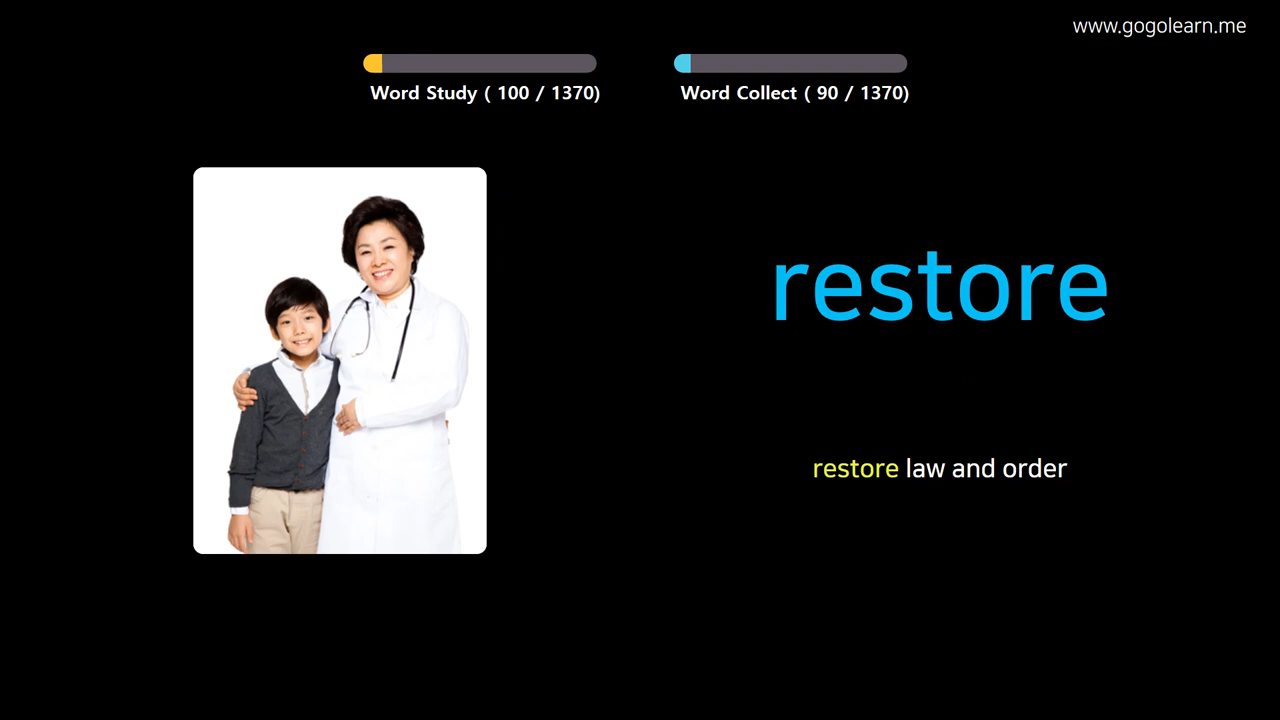 www.gogolearn.me
Word Study ( 100 / 1370)
Word Collect ( 90 / 1370)
restore
restore law and order